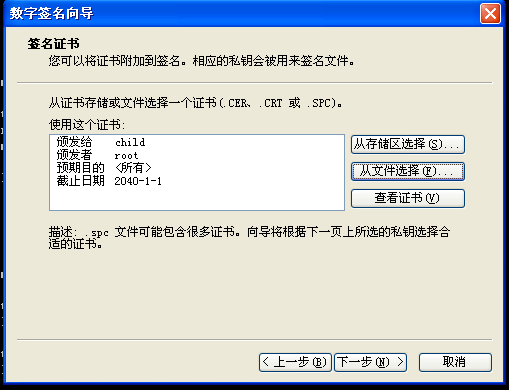 数字签名向导
签名证书
您可以将证书附加到签名。相应的私钥会被用来签名文件。
从证书存储或文件选择一个证书(.CER、.CRT 或 .SPC)。
使用这个证书:
颁发给 child
颁发者 root
预期目的 <所有>
截止日期 2040-1-1
从存储区选择(S)...
从文件选择(F)...
查看证书(V)
描述: .spc 文件可能包含很多证书。向导将根据下一页上所选的私钥选择合
适的证书。
< 上一步(B)
下一步(N) >
取消